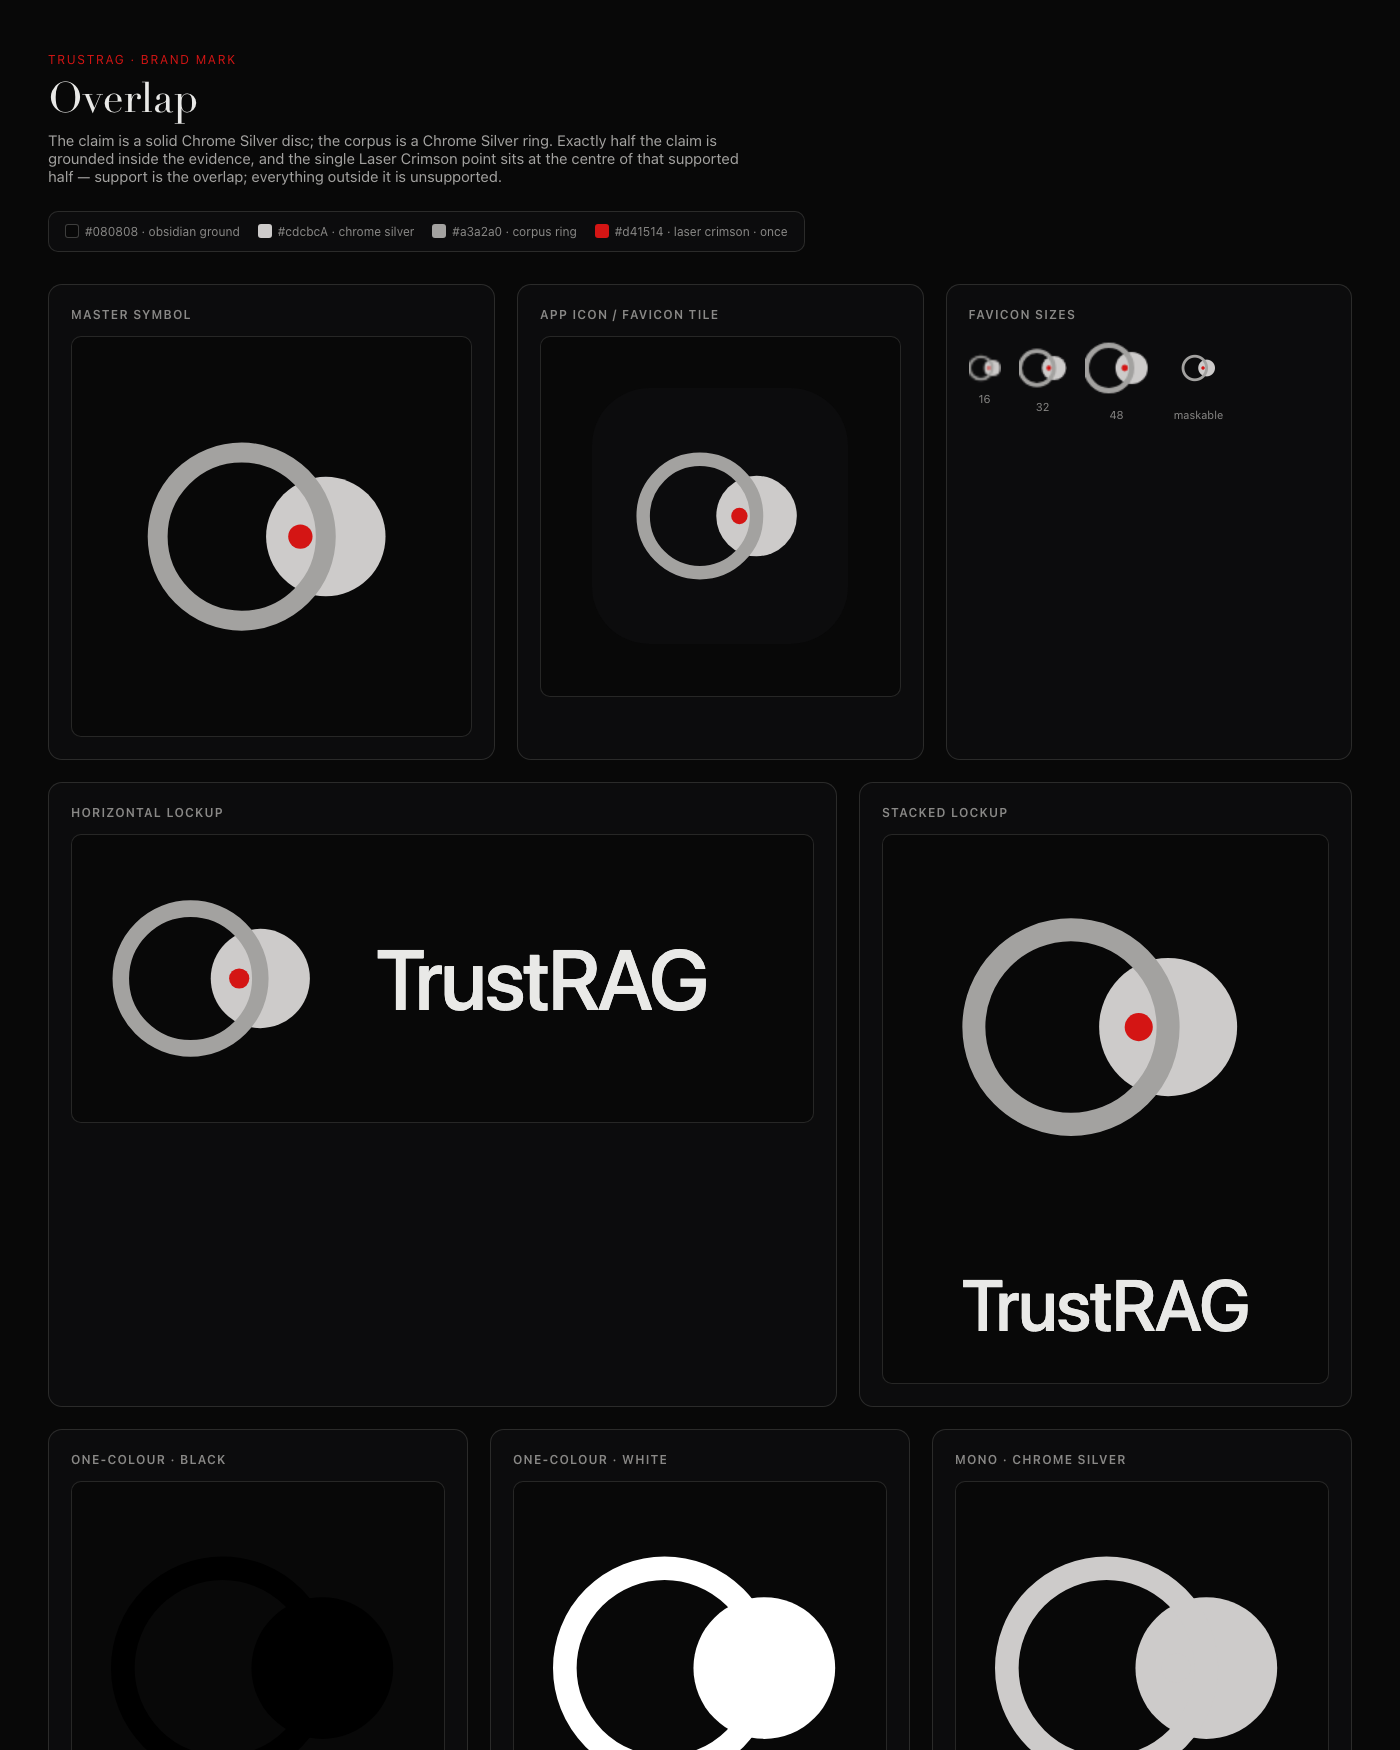 TRUSTRAG · BRAND MARK
Overlap
The claim is a solid Chrome Silver disc; the corpus is a Chrome Silver ring. Exactly half the claim is
grounded inside the evidence, and the single Laser Crimson point sits at the centre of that supported
half — support is the overlap; everything outside it is unsupported.
#080808 · obsidian ground
#cdcbcA · chrome silver
#a3a2a0 · corpus ring
#d41514 · laser crimson · once
MASTER SYMBOL
APP ICON / FAVICON TILE
FAVICON SIZES
16
32
48
maskable
HORIZONTAL LOCKUP
TrustRAG
STACKED LOCKUP
TrustRAG
ONE-COLOUR · BLACK
ONE-COLOUR · WHITE
MONO · CHROME SILVER